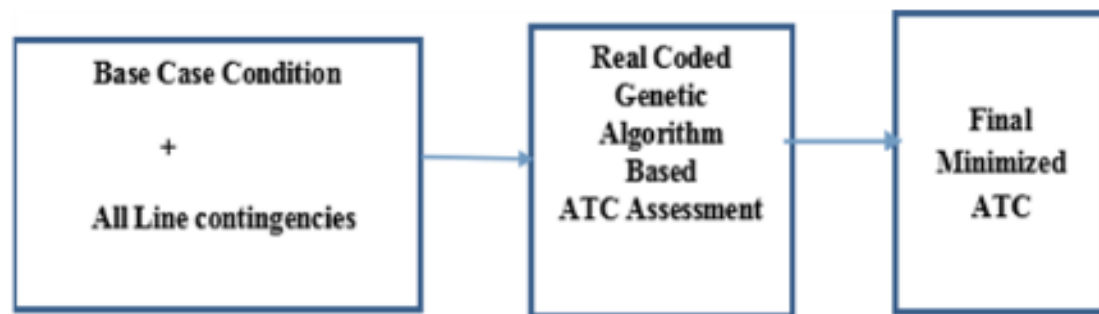 Base Case Condition
+
All Line contingencies
Real Coded
Genetic
Algorithm
Based
ATC Assessment
Final
Minimized
ATC